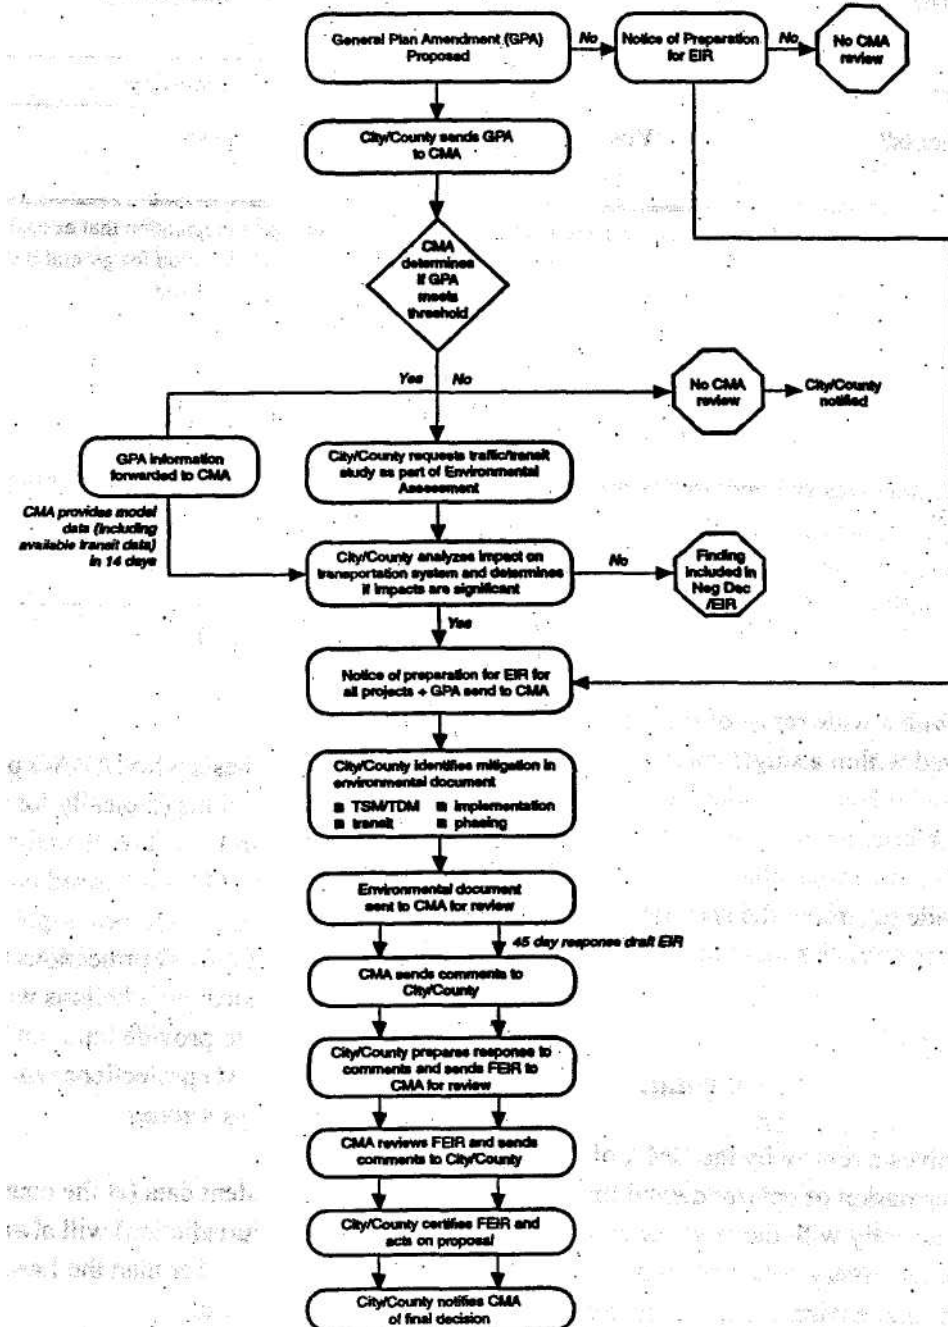 General Plan Amendment (GPA)
Proposed
No
Notice of Preparation
for EIR
No
No CMA
review
City/County sends GPA
to CMA
CMA
determines
if GPA
meets
threshold
Yes
No
No CMA
review
City/County
notified
GPA information
forwarded to CMA
City/County requests traffic/transit
study as part of Environmental
Assessment
CMA provides model
data (including
available transit data)
in 14 days
City/County analyzes impact on
transportation system and determines
if impacts are significant
No
Finding
included in
Neg Dec
/EIR
Yes
Notice of preparation for EIR for
all projects + GPA send to CMA
City/County identifies mitigation in
environmental document
■ TSM/TDM ■ implementation
■ transit ■ phasing
Environmental document
sent to CMA for review
45 day response draft EIR
CMA sends comments to
City/County
City/County prepares response to
comments and sends FEIR to
CMA for review
CMA reviews FEIR and sends
comments to City/County
City/County certifies FEIR and
acts on proposal
City/County notifies CMA
of final decision